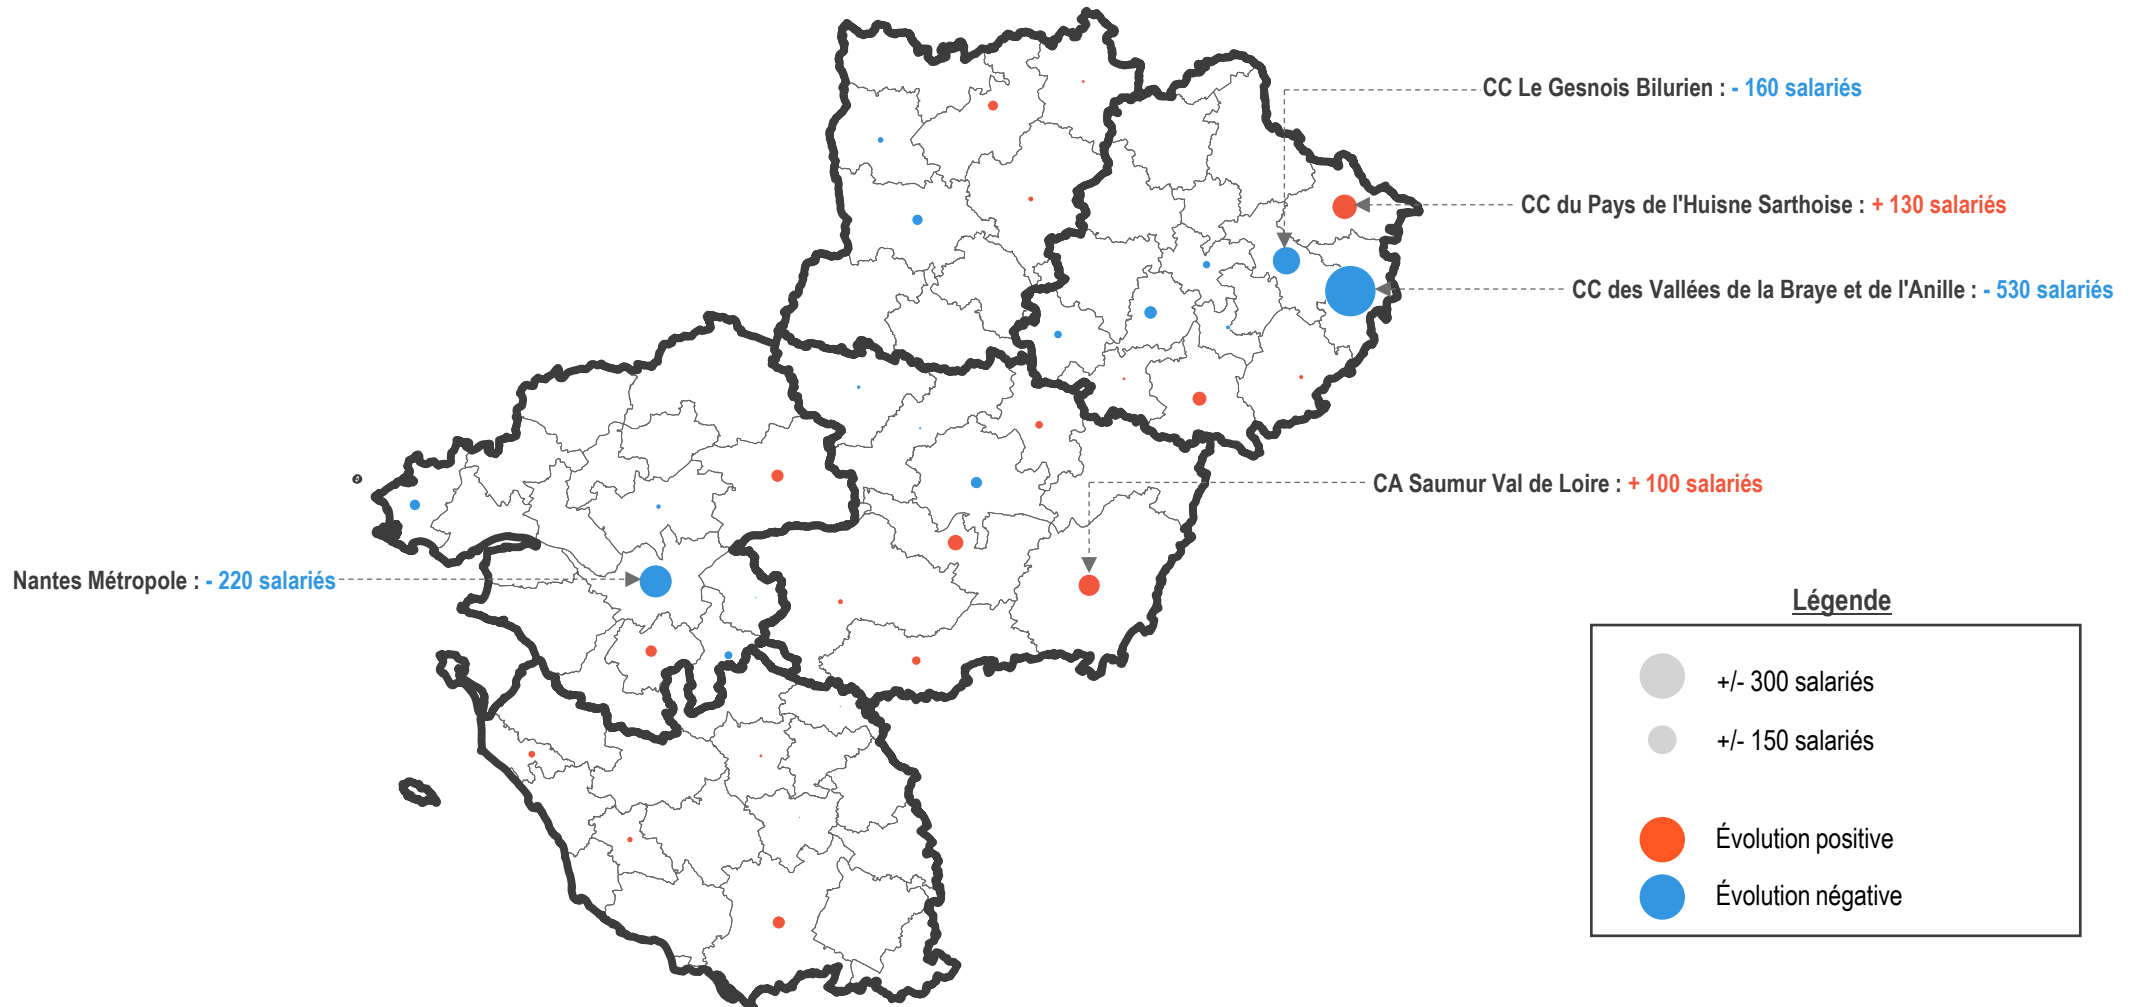 CC Le Gesnois Bilurien : - 160 salariés
CC du Pays de l'Huisne Sarthoise : + 130 salariés
CC des Vallées de la Braye et de l'Anille : - 530 salariés
CA Saumur Val de Loire : + 100 salariés
Nantes Métropole : - 220 salariés
Légende
+/- 300 salariés
+/- 150 salariés
Évolution positive
Évolution négative